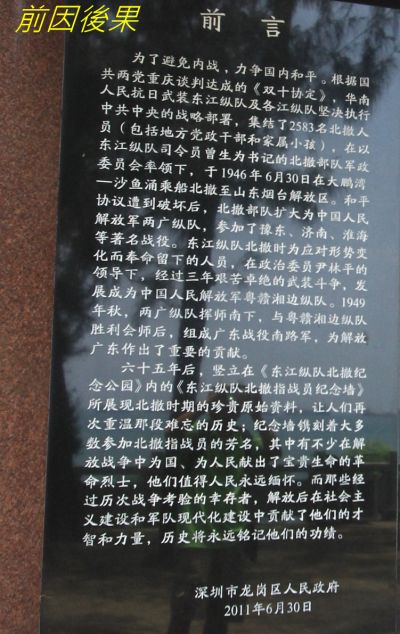 前因後果
前言
为了避免内战，力争国内和平。根据国
共两党重庆谈判达成的《双十协定》，华南
人民抗日武装东江纵队及各江纵队坚决执行
中共中央的战略部署，集结了2583名北撤人
员（包括地方党政干部和家属小孩），在以
东江纵队司令员曾生为书记的北撤部队军政
委员会率领下，于1946年6月30日在大鹏湾
—沙鱼涌乘船北撤至山东烟台解放区。和平
协议遭到破坏后，北撤部队扩大为中国人民
解放军两广纵队，参加了豫东、济南、淮海
等著名战役。东江纵队北撤时为应对形势变
化而奉命留下的人员，在政治委员尹林平的
领导下，经过三年艰苦卓绝的武装斗争，发
展成为中国人民解放军粤赣湘边纵队。1949
年秋，两广纵队挥师南下，与粤赣湘边纵队
胜利会师后，组成广东战役南路军，为解放
广东作出了重要的贡献。
六十五年后，坚立在《东江纵队北撤纪
念公园》内的《东江纵队北撤指战员纪念墙》
所展现北撤时期的珍贵原始资料，让人们再
次重温那段难忘的历史；纪念墙镌刻着大多
数参加北撤指战员的芳名，其中有不少在解
放战争中为国、为人民献出了宝贵生命的革
命烈士，他们值得人民永远缅怀。而那些经
过历次战争考验的幸存者，解放后在社会主
义建设和军队现代化建设中贡献了他们的才
智和力量，历史将永远铭记他们的功绩。
深圳市龙岗区人民政府
2011年6月30日